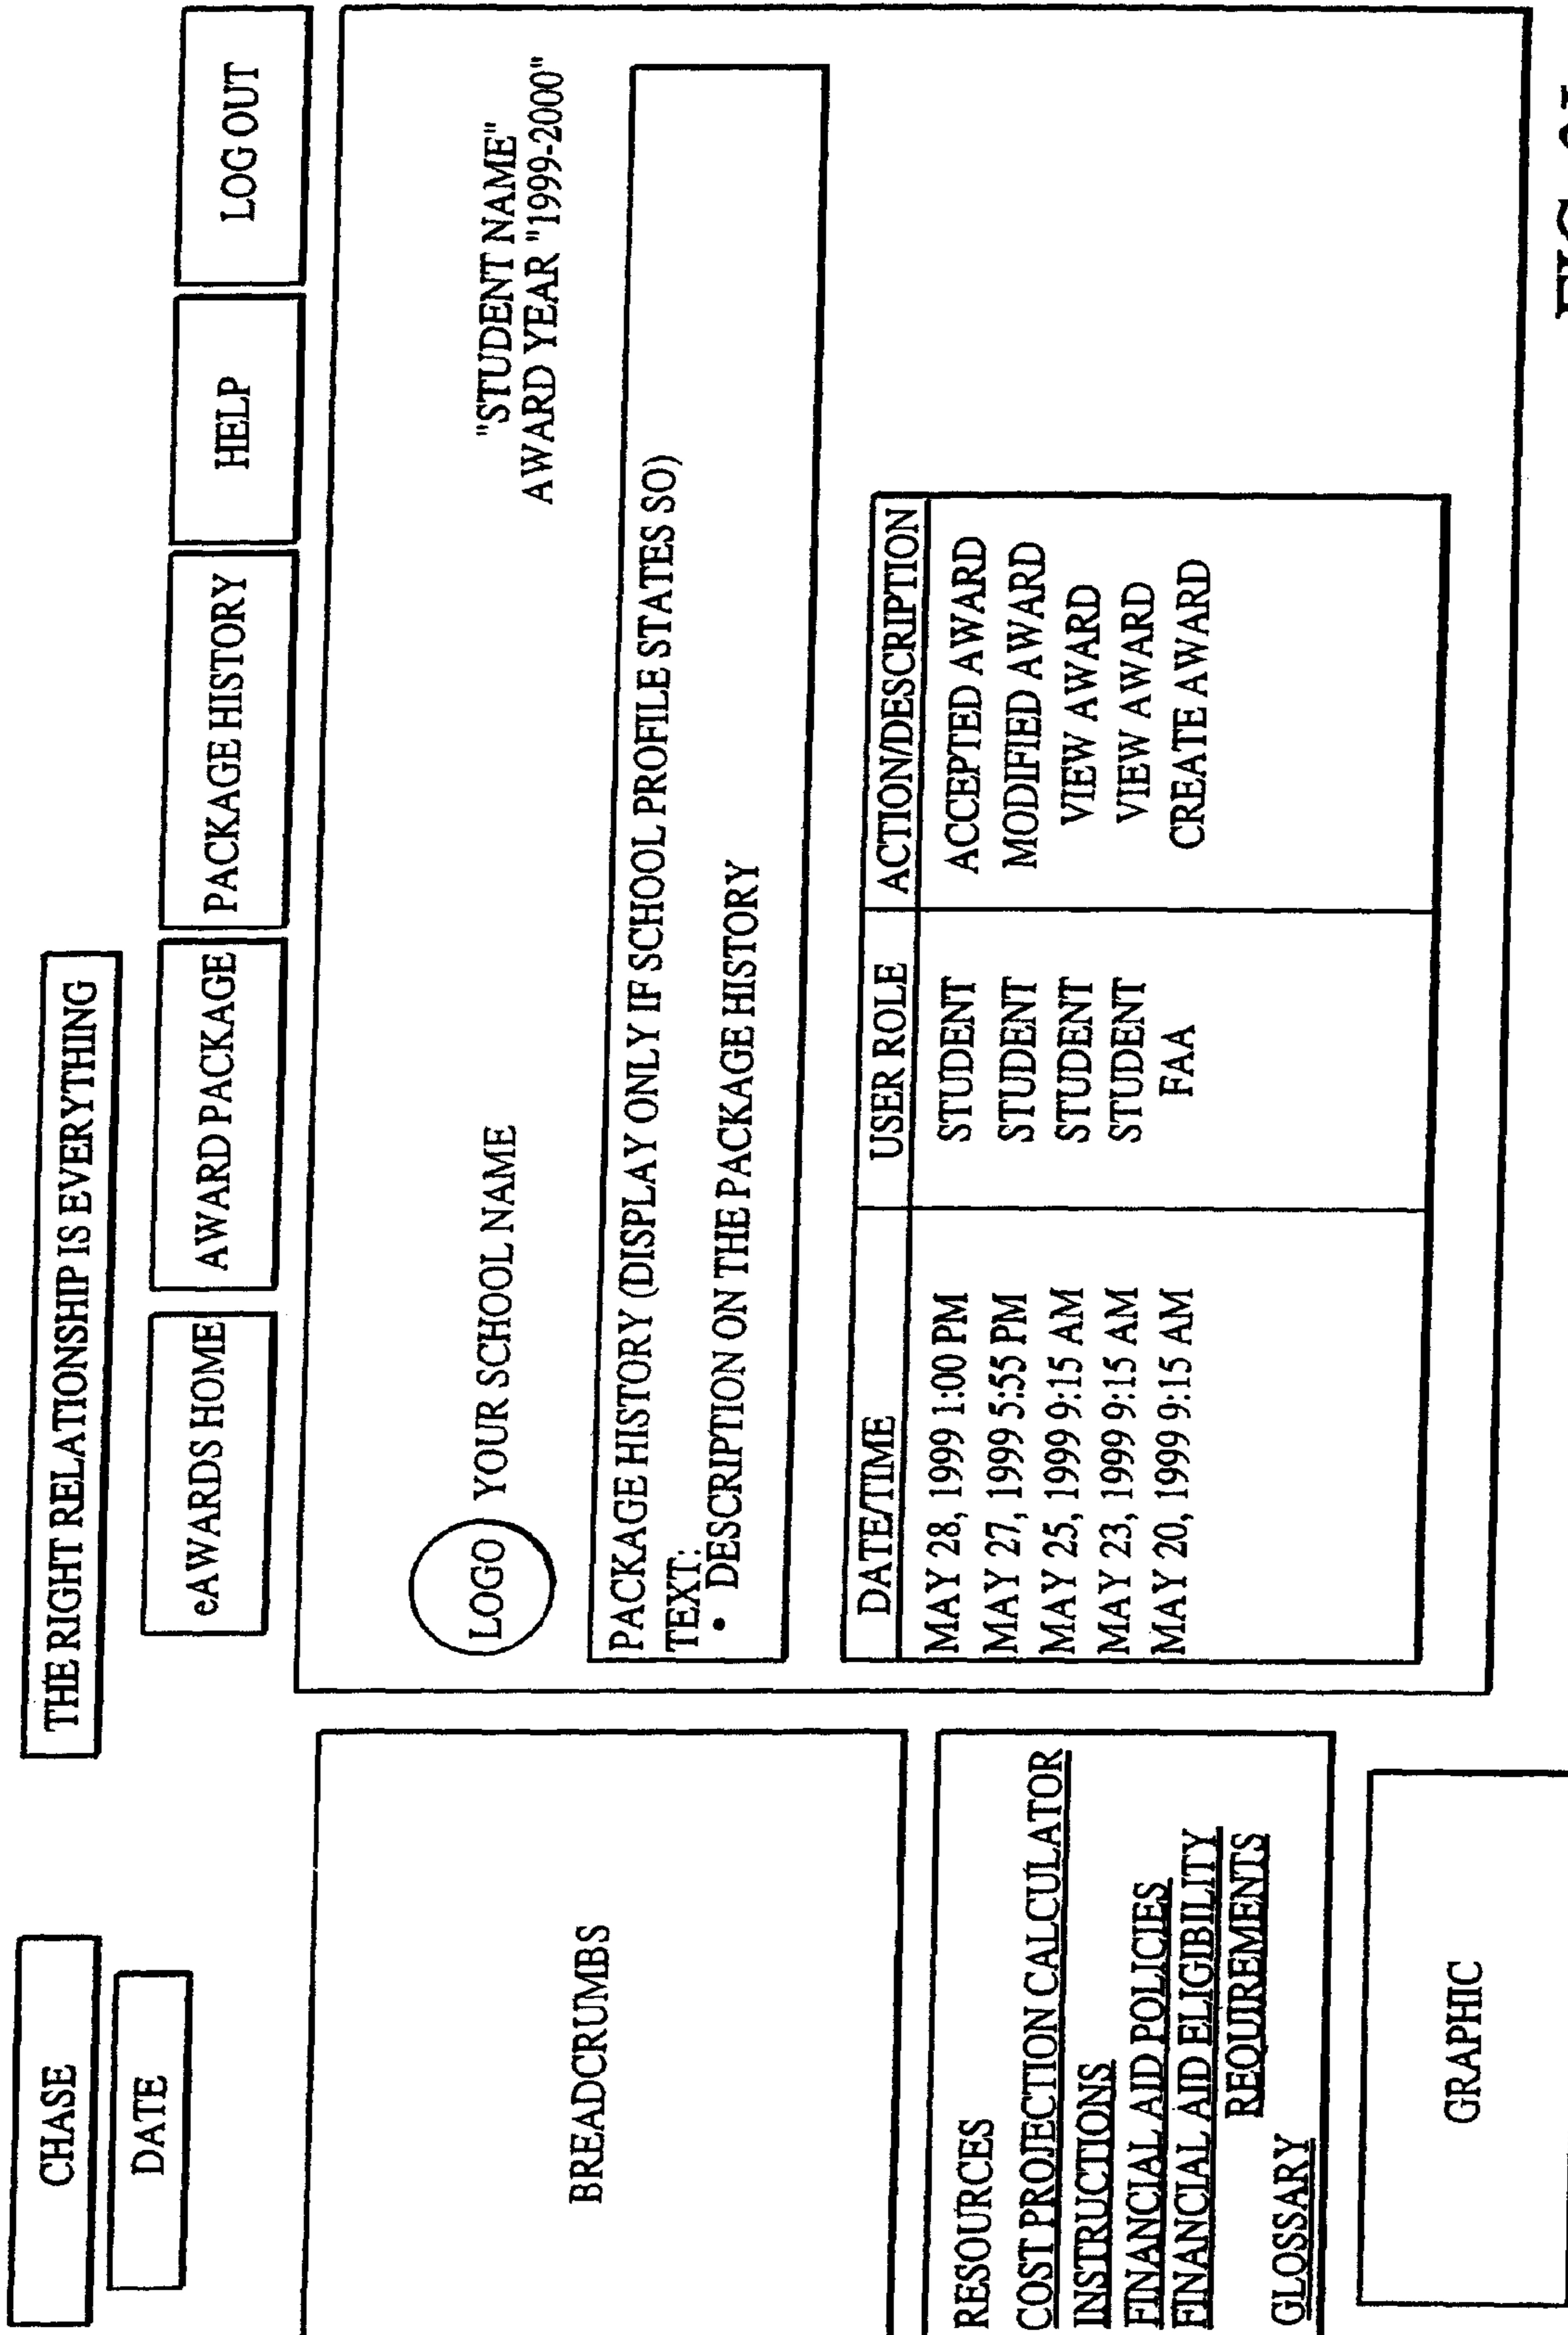 CHASE
THE RIGHT RELATIONSHIP IS EVERYTHING
DATE
eAWARDS HOME
AWARD PACKAGE
PACKAGE HISTORY
HELP
LOG OUT
BREADCRUMBS
RESOURCES
COST PROJECTION CALCULATOR
INSTRUCTIONS
FINANCIAL AID POLICIES
FINANCIAL AID ELIGIBILITY
REQUIREMENTS
GLOSSARY
GRAPHIC
LOGO YOUR SCHOOL NAME
"STUDENT NAME"
AWARD YEAR "1999-2000"
PACKAGE HISTORY (DISPLAY ONLY IF SCHOOL PROFILE STATES SO)
TEXT:
• DESCRIPTION ON THE PACKAGE HISTORY
DATE/TIME USER ROLE ACTION/DESCRIPTION
MAY 28, 1999 1:00 PM STUDENT ACCEPTED AWARD
MAY 27, 1999 5:55 PM STUDENT MODIFIED AWARD
MAY 25, 1999 9:15 AM STUDENT VIEW AWARD
MAY 23, 1999 9:15 AM STUDENT VIEW AWARD
MAY 20, 1999 9:15 AM FAA CREATE AWARD